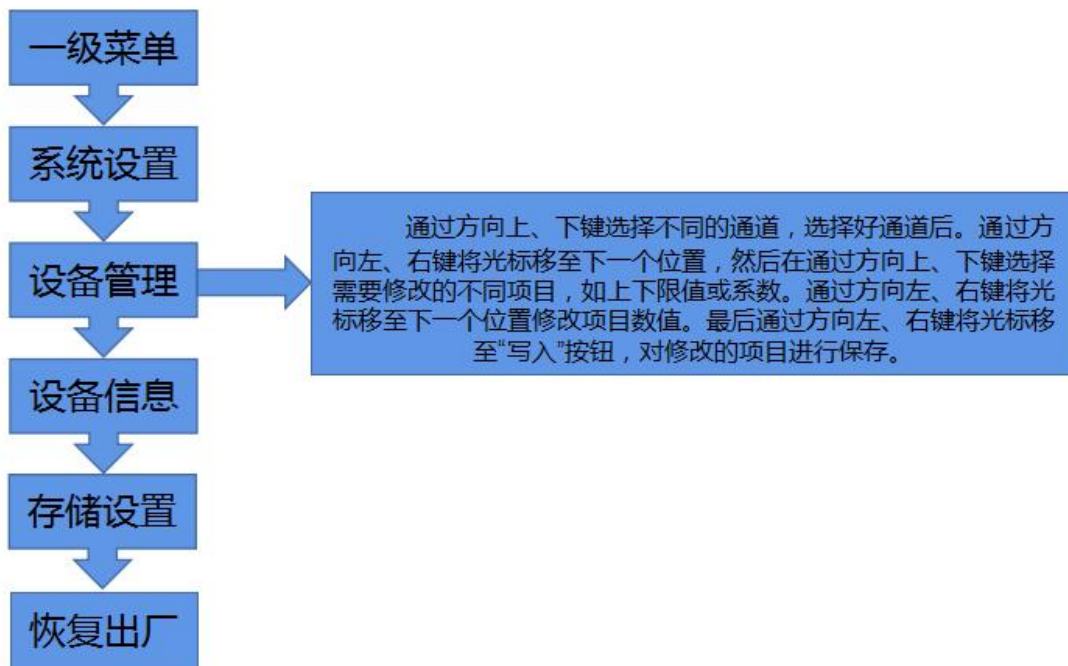 一级菜单
系统设置
设备管理
通过方向上、下键选择不同的通道，选择好通道后。通过方
向左、右键将光标移至下一个位置，然后在通过方向上、下键选择
需要修改的不同项目，如上下限值或系数。通过方向左、右键将光
标移至下一个位置修改项目数值。最后通过方向左、右键将光标移
至“写入”按钮，对修改的项目进行保存。
设备信息
存储设置
恢复出厂